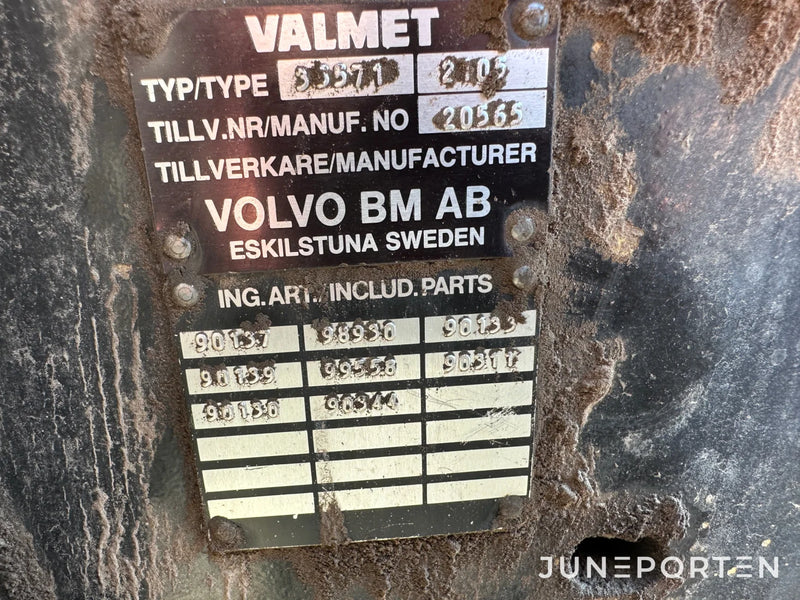 VALMET
TYP/TYPE 33571 2105
TILLV.NR/MANUF. NO 20565
TILLVERKARE/MANUFACTURER
VOLVO BM AB
ESKILSTUNA SWEDEN
ING. ART./INCLUD. PARTS
90137 98930 90133
90139 99558 90311
90136 90344
JUNEPORTEN